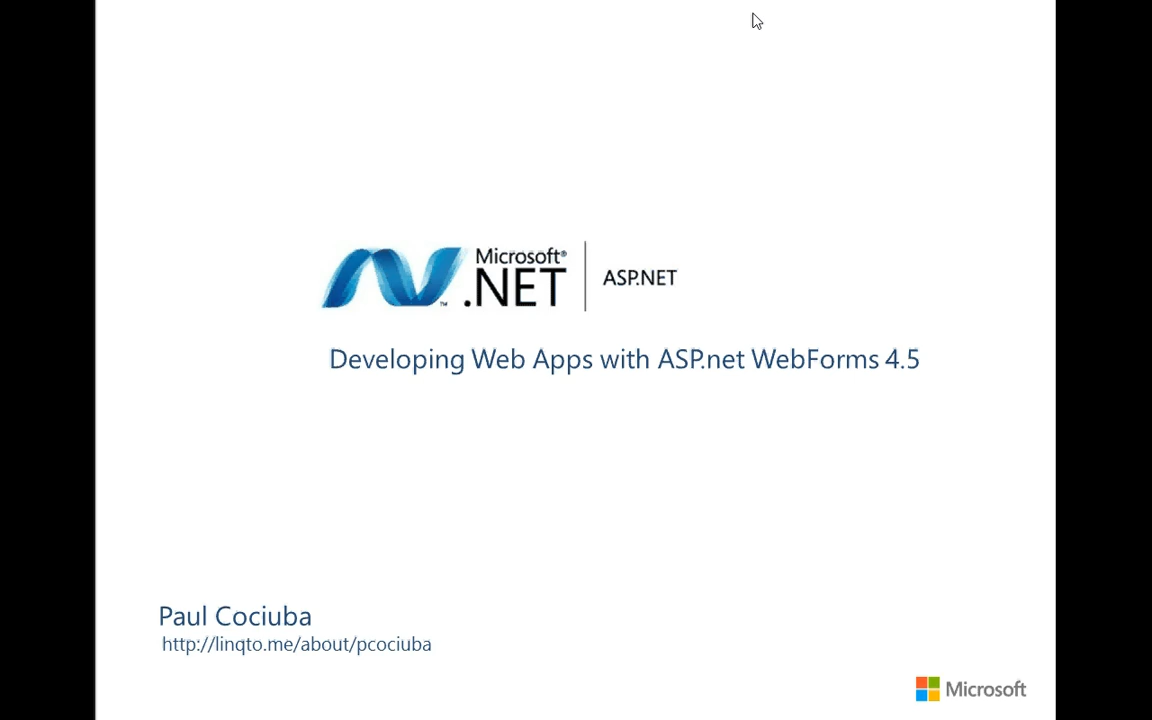 Microsoft®
.NET
™
ASP.NET
Developing Web Apps with ASP.net WebForms 4.5
Paul Cociuba
http://linqto.me/about/pcociuba
Microsoft